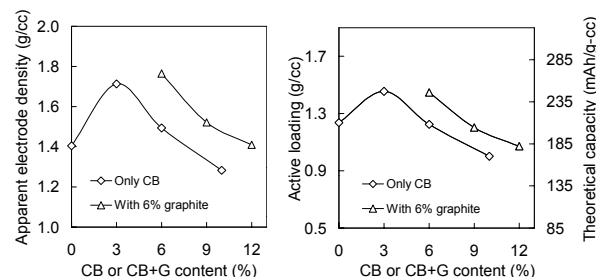 Apparent electrode density (g/cc)
2.0
1.8
1.6
1.4
1.2
1.0
Only CB
With 6% graphite
0 3 6 9 12
CB or CB+G content (%)
Active loading (g/cc)
1.7
1.3
0.9
0.5
Only CB
With 6% graphite
0 3 6 9 12
CB or CB+G content (%)
285
235
185
135
85
Theoretical capacity (mAh/g-cc)